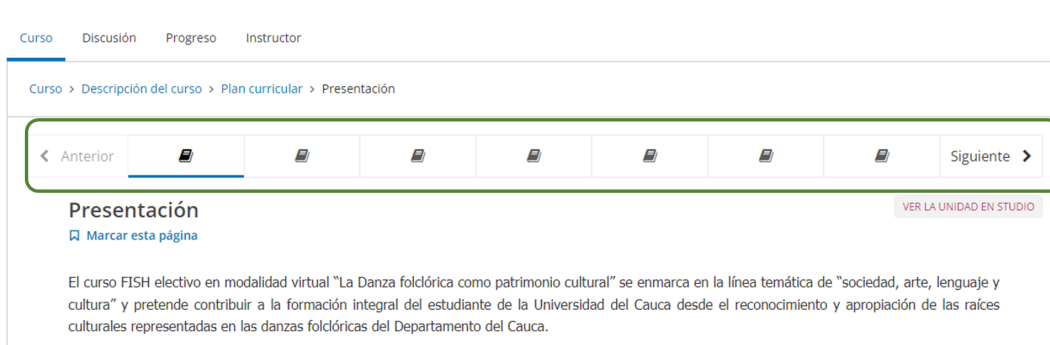 Curso Discusión Progreso Instructor
Curso > Descripción del curso > Plan curricular > Presentación
Anterior Siguiente
Presentación
VER LA UNIDAD EN STUDIO
Marcar esta página
El curso FISH electivo en modalidad virtual “La Danza folclórica como patrimonio cultural” se enmarca en la línea temática de “sociedad, arte, lenguaje y
cultura” y pretende contribuir a la formación integral del estudiante de la Universidad del Cauca desde el reconocimiento y apropiación de las raíces
culturales representadas en las danzas folclóricas del Departamento del Cauca.